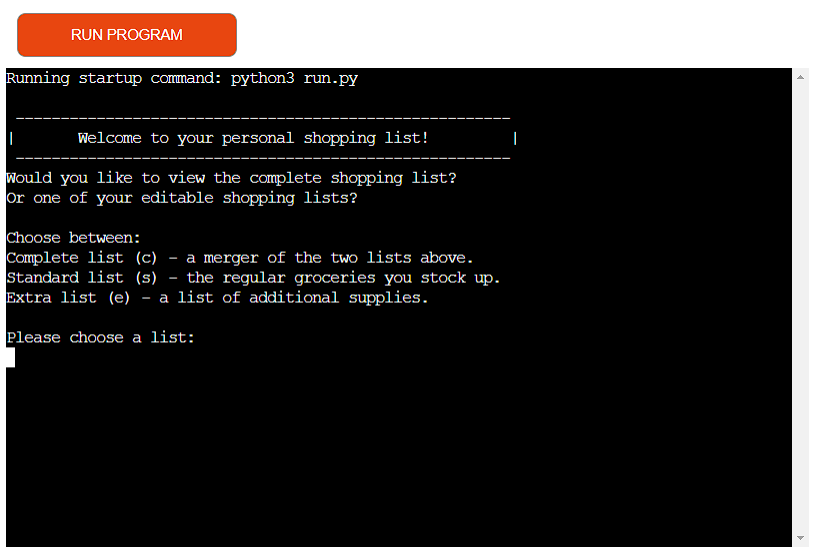 RUN PROGRAM
Running startup command: python3 run.py
-------------------------------------------------------
|       Welcome to your personal shopping list!         |
-------------------------------------------------------
Would you like to view the complete shopping list?
Or one of your editable shopping lists?
Choose between:
Complete list (c) - a merger of the two lists above.
Standard list (s) - the regular groceries you stock up.
Extra list (e) - a list of additional supplies.
Please choose a list: